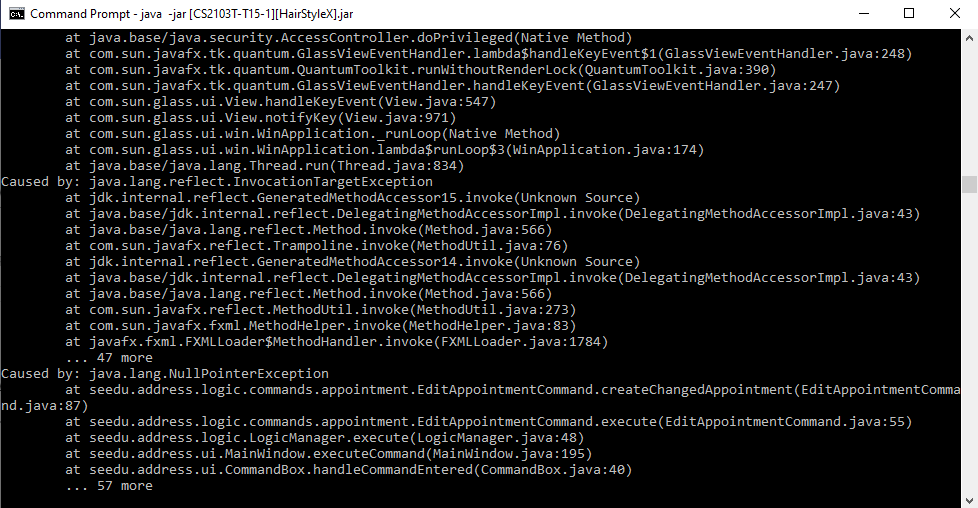 Command Prompt - java -jar [CS2103T-T15-1][HairStyleX].jar
at java.base/java.security.AccessController.doPrivileged(Native Method)
at com.sun.javafx.tk.quantum.GlassViewEventHandler.lambda$handleKeyEvent$1(GlassViewEventHandler.java:248)
at com.sun.javafx.tk.quantum.QuantumToolkit.runWithoutRenderLock(QuantumToolkit.java:390)
at com.sun.javafx.tk.quantum.GlassViewEventHandler.handleKeyEvent(GlassViewEventHandler.java:247)
at com.sun.glass.ui.View.handleKeyEvent(View.java:547)
at com.sun.glass.ui.View.notifyKey(View.java:971)
at com.sun.glass.ui.win.WinApplication._runLoop(Native Method)
at com.sun.glass.ui.win.WinApplication.lambda$runLoop$3(WinApplication.java:174)
at java.base/java.lang.Thread.run(Thread.java:834)
Caused by: java.lang.reflect.InvocationTargetException
at jdk.internal.reflect.GeneratedMethodAccessor15.invoke(Unknown Source)
at java.base/jdk.internal.reflect.DelegatingMethodAccessorImpl.invoke(DelegatingMethodAccessorImpl.java:43)
at java.base/java.lang.reflect.Method.invoke(Method.java:566)
at com.sun.javafx.reflect.Trampoline.invoke(MethodUtil.java:76)
at jdk.internal.reflect.GeneratedMethodAccessor14.invoke(Unknown Source)
at java.base/jdk.internal.reflect.DelegatingMethodAccessorImpl.invoke(DelegatingMethodAccessorImpl.java:43)
at java.base/java.lang.reflect.Method.invoke(Method.java:566)
at com.sun.javafx.reflect.MethodUtil.invoke(MethodUtil.java:273)
at com.sun.javafx.fxml.MethodHelper.invoke(MethodHelper.java:83)
at javafx.fxml.FXMLLoader$MethodHandler.invoke(FXMLLoader.java:1784)
... 47 more
Caused by: java.lang.NullPointerException
at seedu.address.logic.commands.appointment.EditAppointmentCommand.createChangedAppointment(EditAppointmentComma
nd.java:87)
at seedu.address.logic.commands.appointment.EditAppointmentCommand.execute(EditAppointmentCommand.java:55)
at seedu.address.logic.LogicManager.execute(LogicManager.java:48)
at seedu.address.ui.MainWindow.executeCommand(MainWindow.java:195)
at seedu.address.ui.CommandBox.handleCommandEntered(CommandBox.java:40)
... 57 more